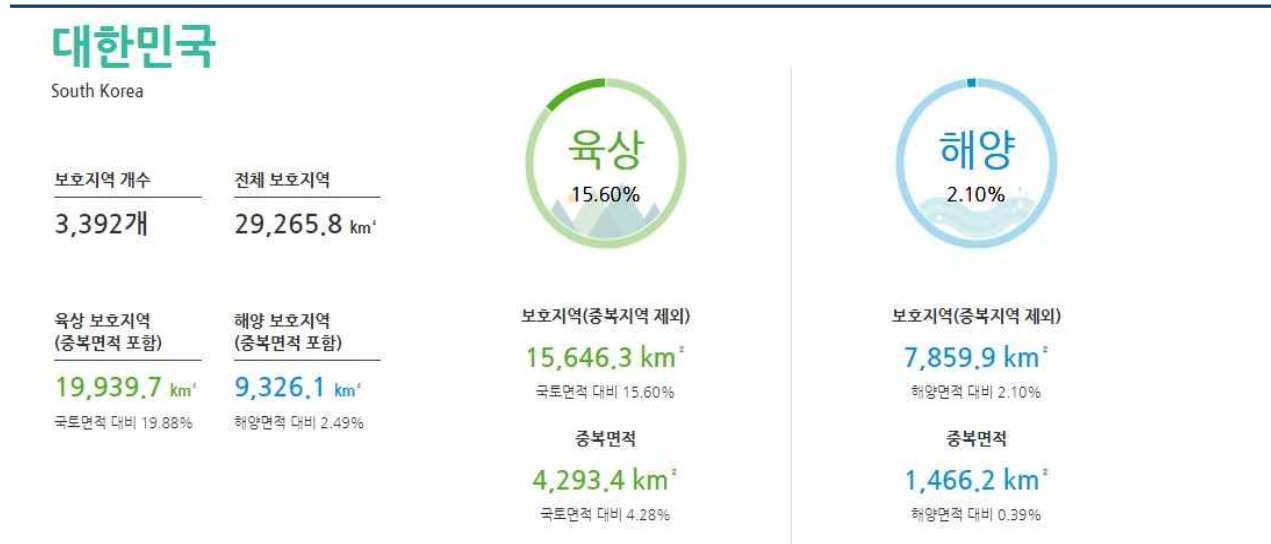 대한민국
South Korea
보호지역 개수
3,392개
전체 보호지역
29,265.8 km²
육상 보호지역
(중복면적 포함)
19,939.7 km²
국토면적 대비 19.88%
해양 보호지역
(중복면적 포함)
9,326.1 km²
해양면적 대비 2.49%
육상
15.60%
보호지역(중복지역 제외)
15,646.3 km²
국토면적 대비 15.60%
중복면적
4,293.4 km²
국토면적 대비 4.28%
해양
2.10%
보호지역(중복지역 제외)
7,859.9 km²
해양면적 대비 2.10%
중복면적
1,466.2 km²
해양면적 대비 0.39%